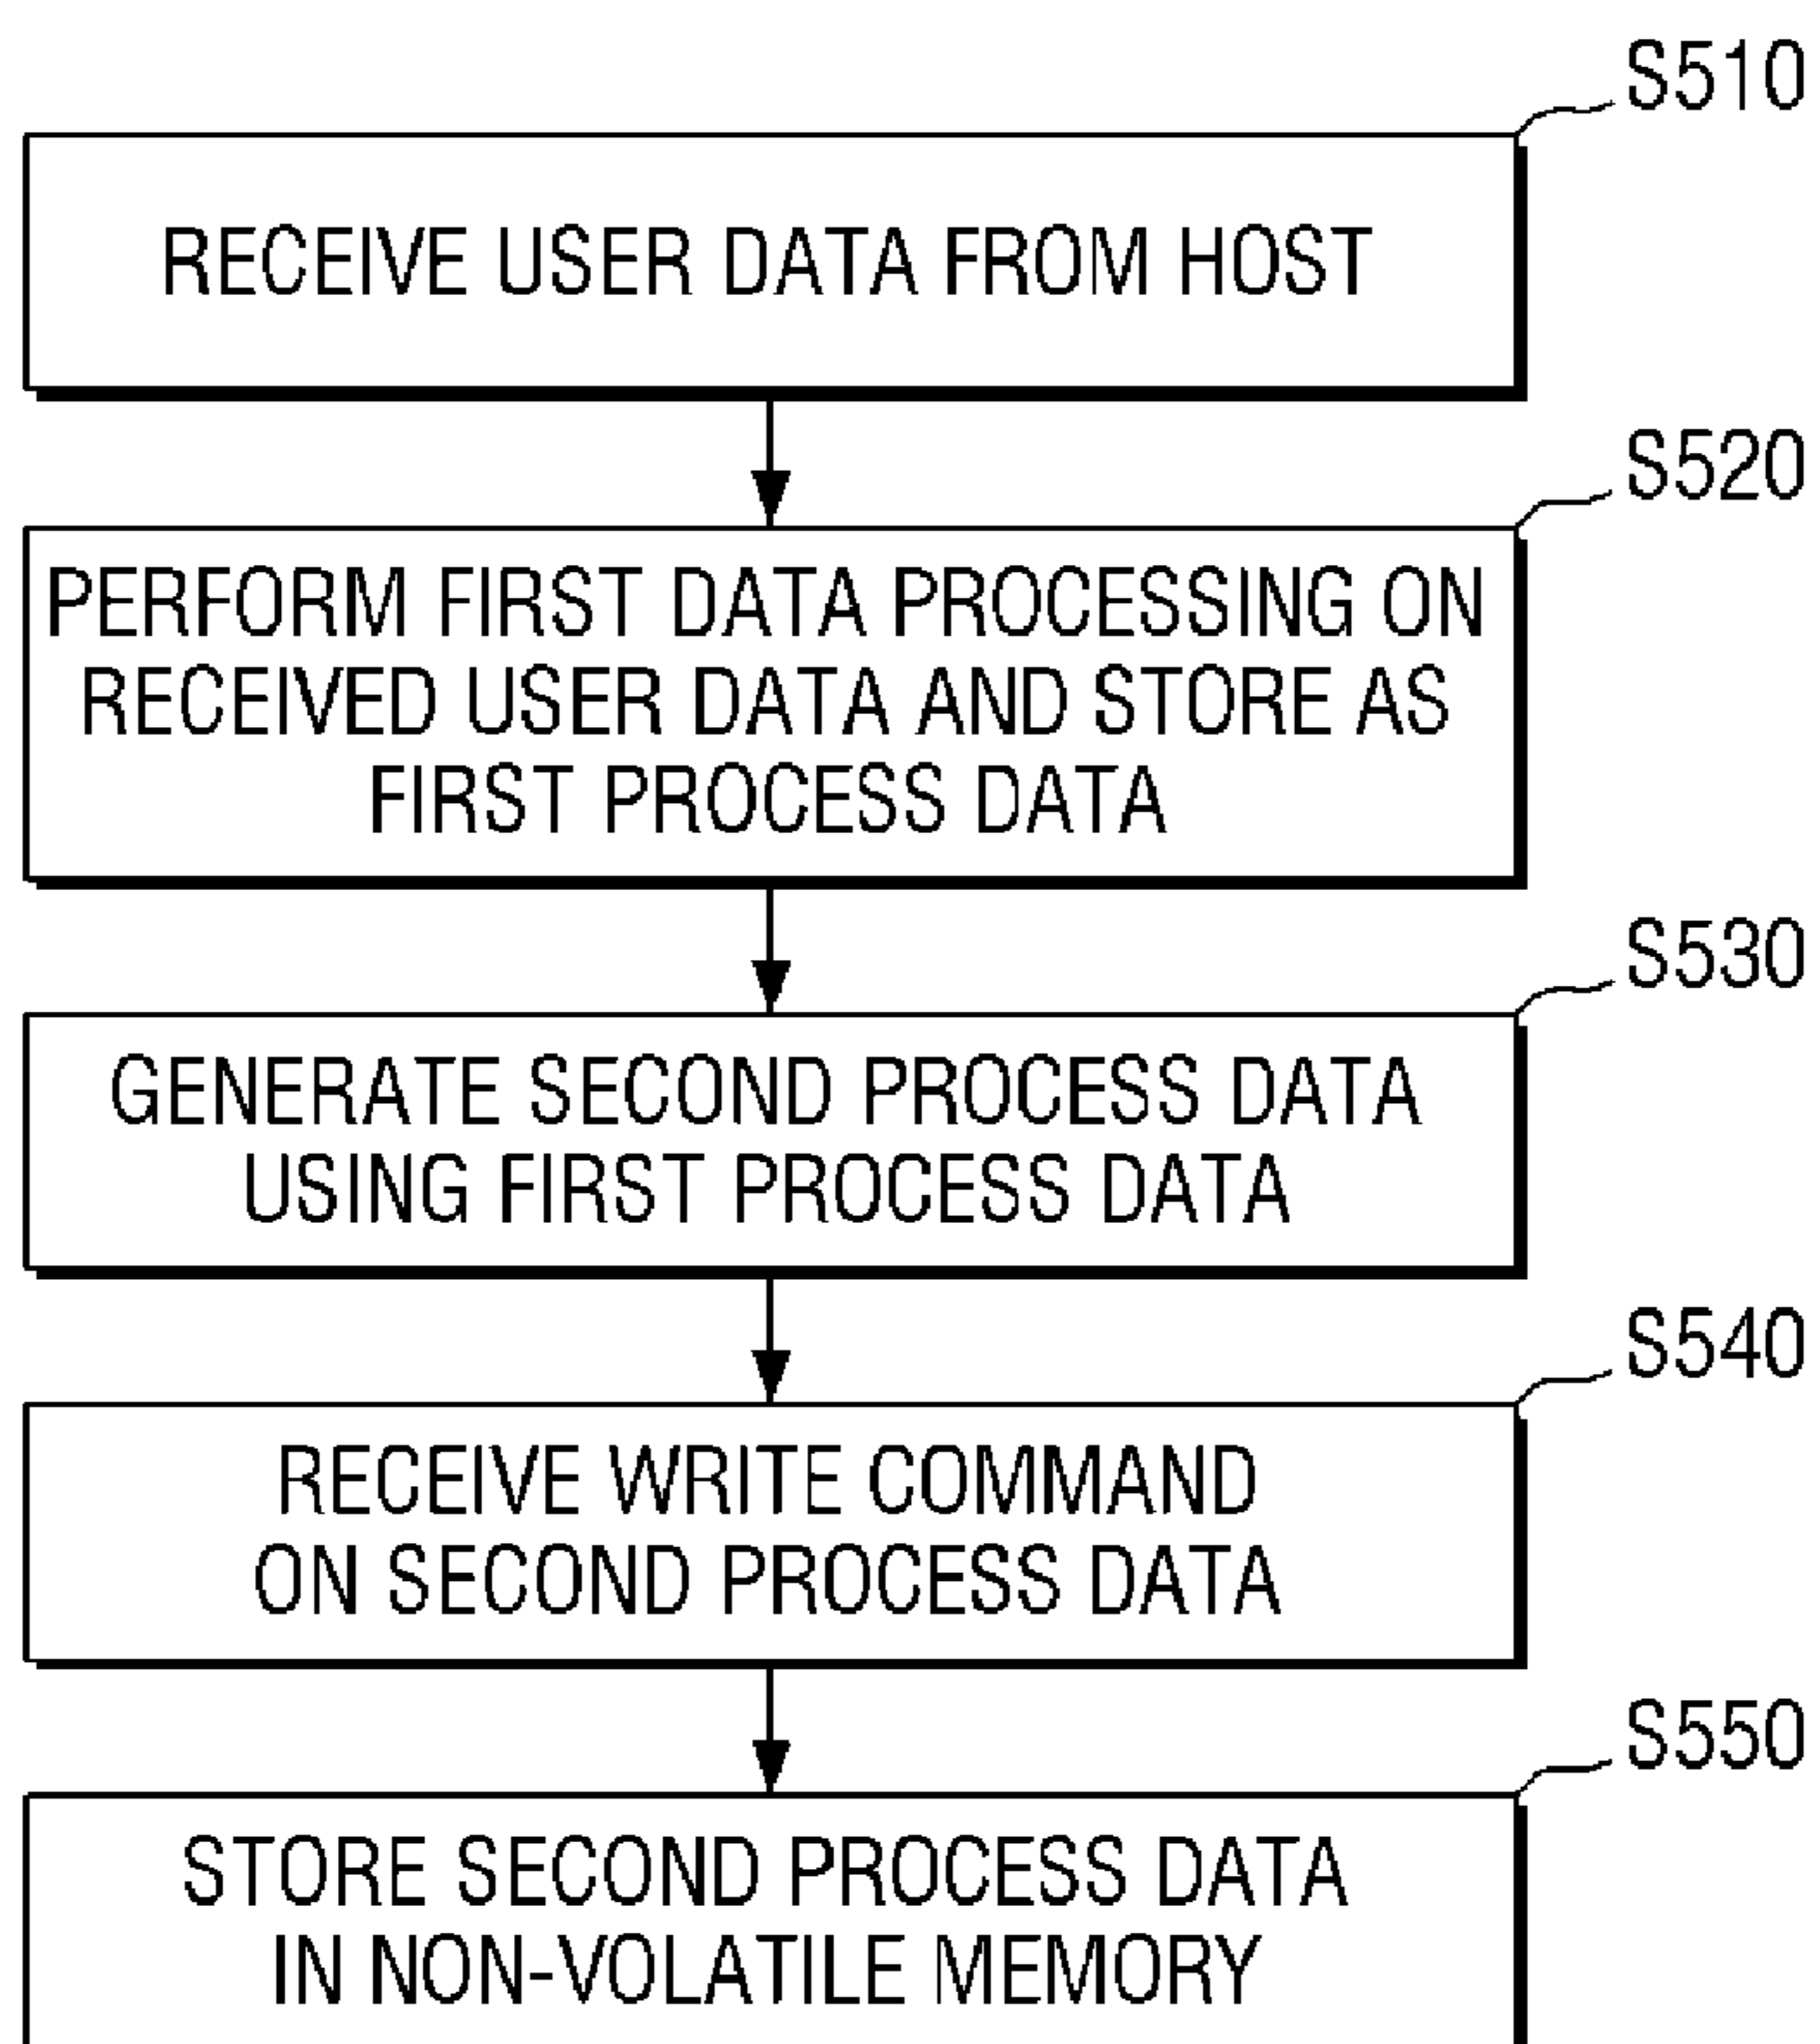 S510
RECEIVE USER DATA FROM HOST
S520
PERFORM FIRST DATA PROCESSING ON
RECEIVED USER DATA AND STORE AS
FIRST PROCESS DATA
S530
GENERATE SECOND PROCESS DATA
USING FIRST PROCESS DATA
S540
RECEIVE WRITE COMMAND
ON SECOND PROCESS DATA
S550
STORE SECOND PROCESS DATA
IN NON-VOLATILE MEMORY